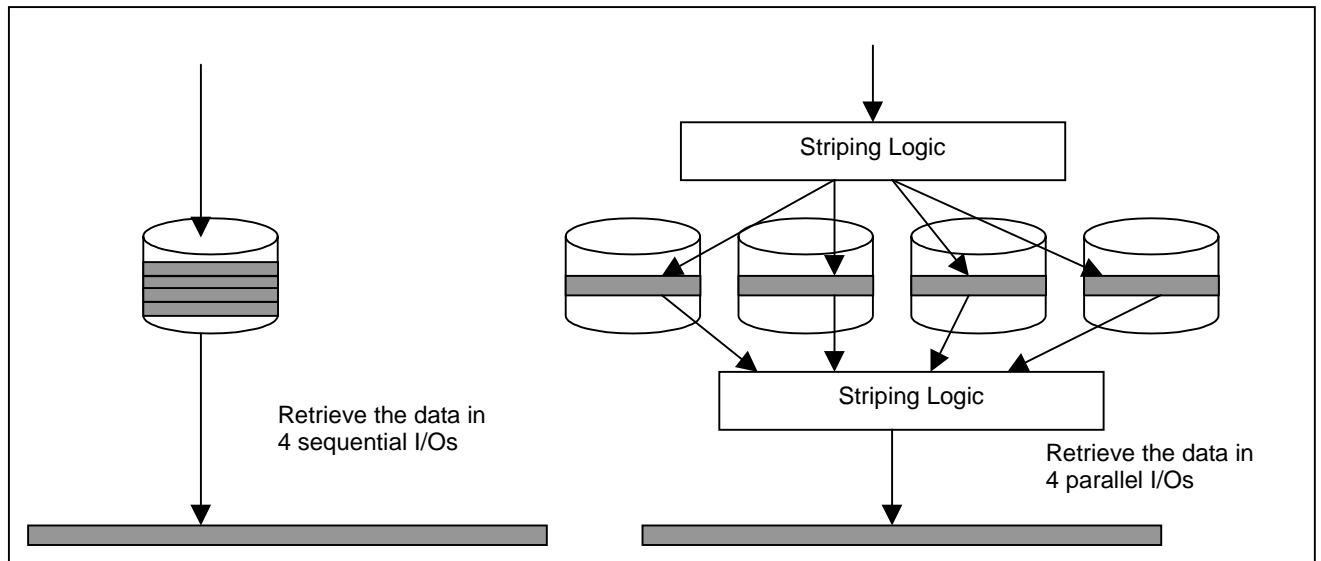 Striping Logic
Striping Logic
Retrieve the data in
4 sequential I/Os
Retrieve the data in
4 parallel I/Os